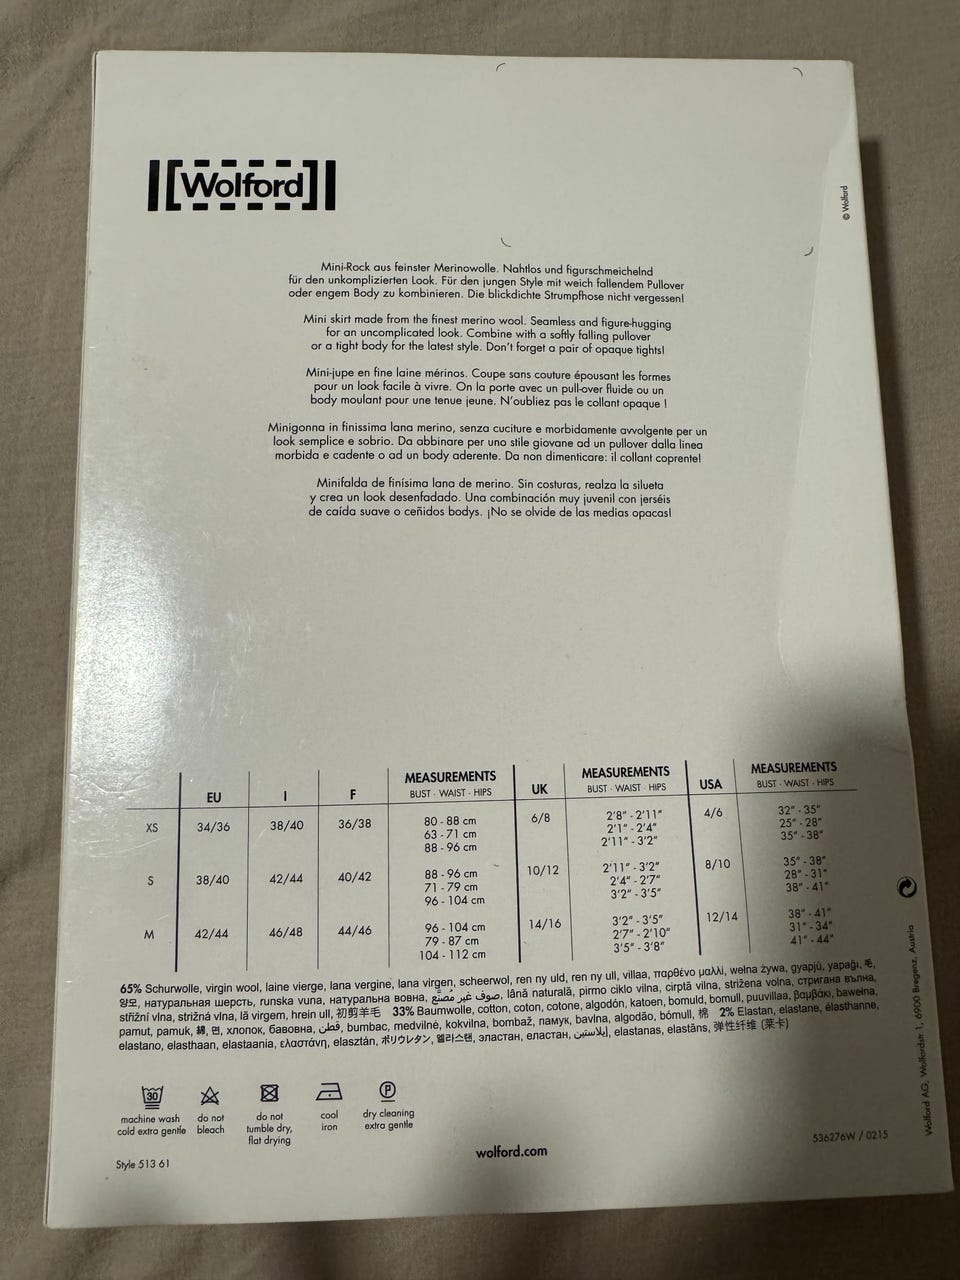 Wolford
© Wolford
Mini-Rock aus feinster Merinowolle. Nahtlos und figurschmeichelnd
für den unkomplizierten Look. Für den jungen Style mit weich fallendem Pullover
oder engem Body zu kombinieren. Die blickdichte Strumpfhose nicht vergessen!
Mini skirt made from the finest merino wool. Seamless and figure-hugging
for an uncomplicated look. Combine with a softly falling pullover
or a tight body for the latest style. Don't forget a pair of opaque tights!
Mini-jupe en fine laine mérinos. Coupe sans couture épousant les formes
pour un look facile à vivre. On la porte avec un pull-over fluide ou un
body moulant pour une tenue jeune. N'oubliez pas le collant opaque !
Minigonna in finissima lana merino, senza cuciture e morbidamente avvolgente per un
look semplice e sobrio. Da abbinare per uno stile giovane ad un pullover dalla linea
morbida e cadente o ad un body aderente. Da non dimenticare: il collant coprente!
Minifalda de finísima lana de merino. Sin costuras, realza la silueta
y crea un look desenfadado. Una combinación muy juvenil con jerséis
de caída suave o ceñidos bodys. ¡No se olvide de las medias opacas!
EU I F MEASUREMENTS UK MEASUREMENTS USA MEASUREMENTS
BUST · WAIST · HIPS BUST · WAIST · HIPS BUST · WAIST · HIPS
XS 34/36 38/40 36/38 80 - 88 cm 6/8 2'8" - 2'11" 4/6 32" - 35"
63 - 71 cm 2'1" - 2'4" 25" - 28"
88 - 96 cm 2'11" - 3'2" 35" - 38"
S 38/40 42/44 40/42 88 - 96 cm 10/12 2'11" - 3'2" 8/10 35" - 38"
71 - 79 cm 2'4" - 2'7" 28" - 31"
96 - 104 cm 3'2" - 3'5" 38" - 41"
M 42/44 46/48 44/46 96 - 104 cm 14/16 3'2" - 3'5" 12/14 38" - 41"
79 - 87 cm 2'7" - 2'10" 31" - 34"
104 - 112 cm 3'5" - 3'8" 41" - 44"
65% Schurwolle, virgin wool, laine vierge, lana vergine, lana virgen, scheerwol, ren ny uld, ren ny ull, villaa, παρθένο μαλλί, wełna żywa, gyapjú, yapağı, 毛,
양모, натуральная шерсть, runska vuna, натуральна вовна, صوف غير مُصنّع, lână naturală, pirmo ciklo vilna, cirptā vilna, strižena volna, стригана вълна,
střižní vlna, strižná vlna, lã virgem, hrein ull, 初剪羊毛 33% Baumwolle, cotton, coton, cotone, algodón, katoen, bomuld, bomull, puuvillaa, βαμβάκι, bawełna,
pamut, pamuk, 綿, 면, хлопок, бавовна, قطن, bumbac, medvilnė, kokvilna, bombaž, памук, bavlna, algodão, bómull, 棉 2% Elastan, elastane, élasthanne,
elastano, elasthaan, elastaania, ελαστάνη, elasztán, ポリウレタン, 엘라스텐, эластан, еластан, إيلاستين, elastanas, elastāns, 弹性纤维 (莱卡)
30
P
machine wash
cold extra gentle
do not
bleach
do not
tumble dry,
flat drying
cool
iron
dry cleaning
extra gentle
Style 513 61
wolford.com
536276W / 0215
Wolford AG, Wolfordstr.1, 6900 Bregenz, Austria